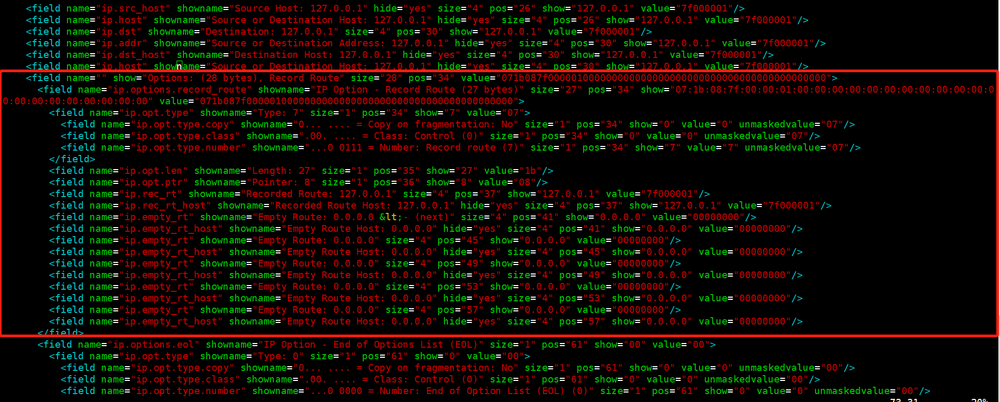 <field name="ip.src_host" showname="Source Host: 127.0.0.1" hide="yes" size="4" pos="26" show="127.0.0.1" value="7f000001"/>
<field name="ip.host" showname="Source or Destination Host: 127.0.0.1" hide="yes" size="4" pos="26" show="127.0.0.1" value="7f000001"/>
<field name="ip.dst" showname="Destination: 127.0.0.1" size="4" pos="30" show="127.0.0.1" value="7f000001"/>
<field name="ip.addr" showname="Source or Destination Address: 127.0.0.1" hide="yes" size="4" pos="30" show="127.0.0.1" value="7f000001"/>
<field name="ip.dst_host" showname="Destination Host: 127.0.0.1" hide="yes" size="4" pos="30" show="127.0.0.1" value="7f000001"/>
<field name="ip.host" showname="Source or Destination Host: 127.0.0.1" hide="yes" size="4" pos="30" show="127.0.0.1" value="7f000001"/>
<field name="" show="Options: (28 bytes), Record Route" size="28" pos="34" value="071b087f000001000000000000000000000000000000000000000000">
<field name="ip.options.record_route" showname="IP Option - Record Route (27 bytes)" size="27" pos="34" show="07:1b:08:7f:00:00:01:00:00:00:00:00:00:00:00:00:00:00:0
0:00:00:00:00:00:00:00:00" value="071b087f0000010000000000000000000000000000000000000000">
<field name="ip.opt.type" showname="Type: 7" size="1" pos="34" show="7" value="07">
<field name="ip.opt.type.copy" showname="0... .... = Copy on fragmentation: No" size="1" pos="34" show="0" value="0" unmaskedvalue="07"/>
<field name="ip.opt.type.class" showname=".00. .... = Class: Control (0)" size="1" pos="34" show="0" value="0" unmaskedvalue="07"/>
<field name="ip.opt.type.number" showname="...0 0111 = Number: Record route (7)" size="1" pos="34" show="7" value="7" unmaskedvalue="07"/>
</field>
<field name="ip.opt.len" showname="Length: 27" size="1" pos="35" show="27" value="1b"/>
<field name="ip.opt.ptr" showname="Pointer: 8" size="1" pos="36" show="8" value="08"/>
<field name="ip.rec_rt" showname="Recorded Route: 127.0.0.1" size="4" pos="37" show="127.0.0.1" value="7f000001"/>
<field name="ip.rec_rt_host" showname="Recorded Route Host: 127.0.0.1" hide="yes" size="4" pos="37" show="127.0.0.1" value="7f000001"/>
<field name="ip.empty_rt" showname="Empty Route: 0.0.0.0 &lt;- (next)" size="4" pos="41" show="0.0.0.0" value="00000000"/>
<field name="ip.empty_rt_host" showname="Empty Route Host: 0.0.0.0" hide="yes" size="4" pos="41" show="0.0.0.0" value="00000000"/>
<field name="ip.empty_rt" showname="Empty Route: 0.0.0.0" size="4" pos="45" show="0.0.0.0" value="00000000"/>
<field name="ip.empty_rt_host" showname="Empty Route Host: 0.0.0.0" hide="yes" size="4" pos="45" show="0.0.0.0" value="00000000"/>
<field name="ip.empty_rt" showname="Empty Route: 0.0.0.0" size="4" pos="49" show="0.0.0.0" value="00000000"/>
<field name="ip.empty_rt_host" showname="Empty Route Host: 0.0.0.0" hide="yes" size="4" pos="49" show="0.0.0.0" value="00000000"/>
<field name="ip.empty_rt" showname="Empty Route: 0.0.0.0" size="4" pos="53" show="0.0.0.0" value="00000000"/>
<field name="ip.empty_rt_host" showname="Empty Route Host: 0.0.0.0" hide="yes" size="4" pos="53" show="0.0.0.0" value="00000000"/>
<field name="ip.empty_rt" showname="Empty Route: 0.0.0.0" size="4" pos="57" show="0.0.0.0" value="00000000"/>
<field name="ip.empty_rt_host" showname="Empty Route Host: 0.0.0.0" hide="yes" size="4" pos="57" show="0.0.0.0" value="00000000"/>
</field>
<field name="ip.options.eol" showname="IP Option - End of Options List (EOL)" size="1" pos="61" show="00" value="00">
<field name="ip.opt.type" showname="Type: 0" size="1" pos="61" show="0" value="00">
<field name="ip.opt.type.copy" showname="0... .... = Copy on fragmentation: No" size="1" pos="61" show="0" value="0" unmaskedvalue="00"/>
<field name="ip.opt.type.class" showname=".00. .... = Class: Control (0)" size="1" pos="61" show="0" value="0" unmaskedvalue="00"/>
<field name="ip.opt.type.number" showname="...0 0000 = Number: End of Option List (EOL) (0)" size="1" pos="61" show="0" value="0" unmaskedvalue="00"/>
73,31 20%